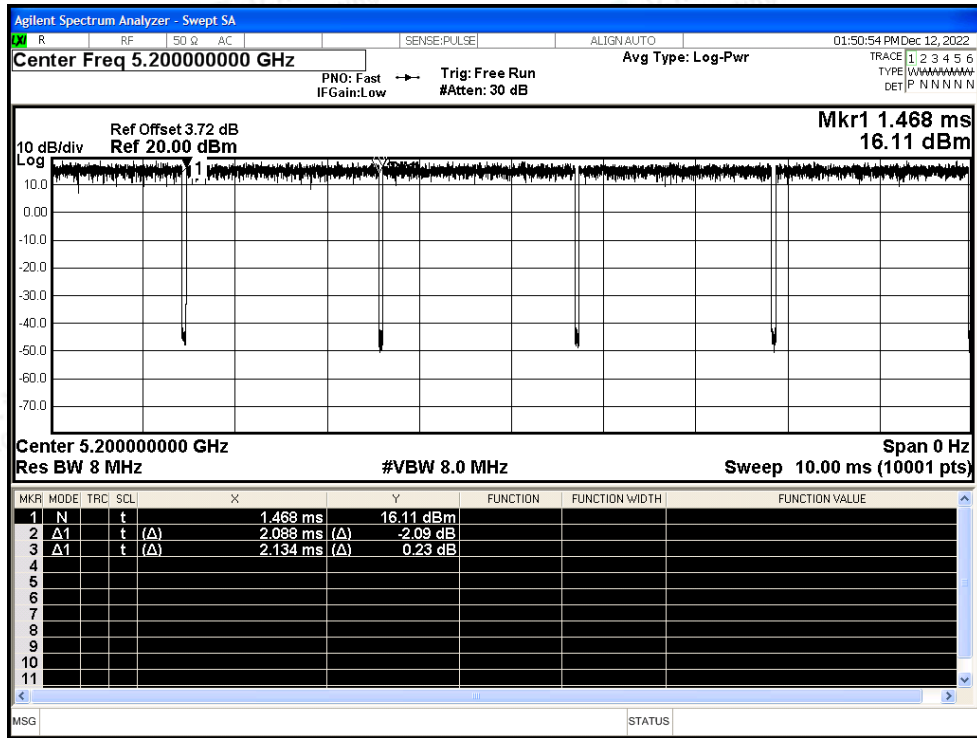 Agilent Spectrum Analyzer - Swept SA
LXI R RF 50 Ω AC SENSE:PULSE ALIGN AUTO 01:50:54 PM Dec 12, 2022
Center Freq 5.200000000 GHz
PNO: Fast
IFGain:Low
Trig: Free Run
#Atten: 30 dB
Avg Type: Log-Pwr
TRACE 1 2 3 4 5 6
TYPE
DET P N N N N N
Mkr1 1.468 ms
16.11 dBm
Ref Offset 3.72 dB
10 dB/div Ref 20.00 dBm
Log
1
10.0
0.00
-10.0
-20.0
-30.0
-40.0
-50.0
-60.0
-70.0
Center 5.200000000 GHz Span 0 Hz
Res BW 8 MHz #VBW 8.0 MHz Sweep 10.00 ms (10001 pts)
MKR MODE TRC SCL X Y FUNCTION FUNCTION WIDTH FUNCTION VALUE
1 N t 1.468 ms 16.11 dBm
2 Δ1 t (Δ) 2.088 ms (Δ) -2.09 dB
3 Δ1 t (Δ) 2.134 ms (Δ) 0.23 dB
4
5
6
7
8
9
10
11
MSG STATUS